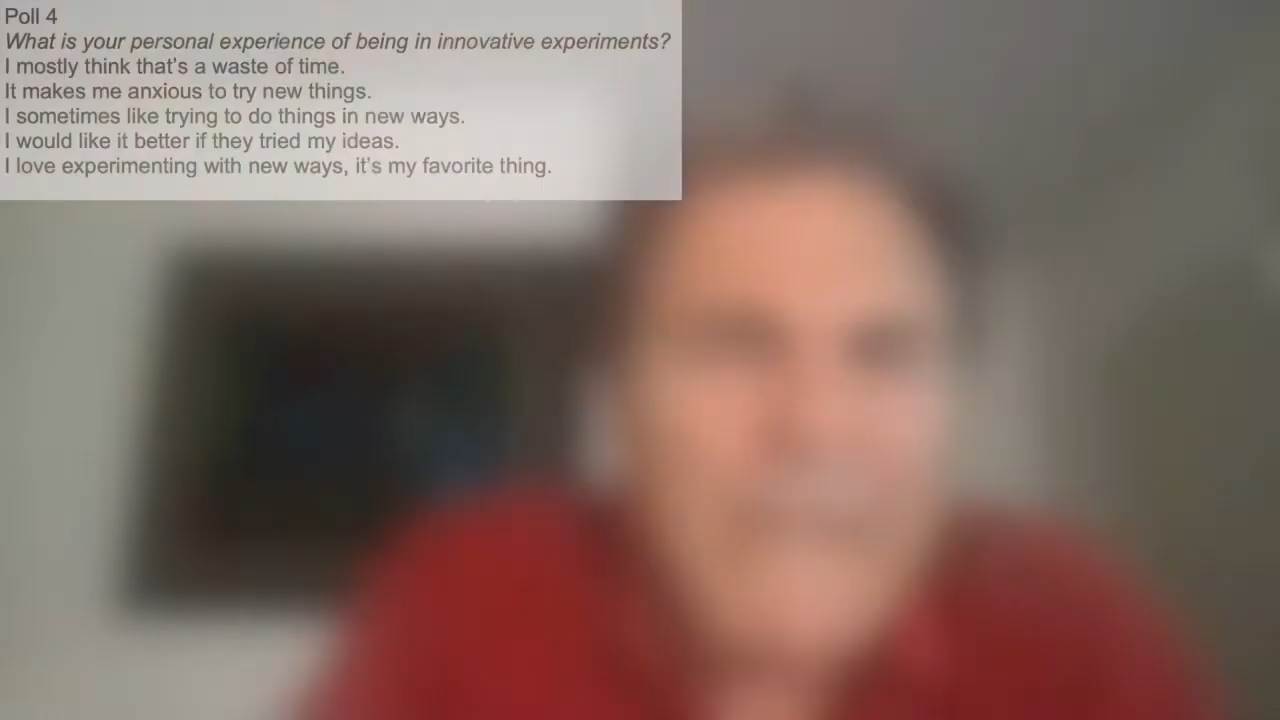 Poll 4
What is your personal experience of being in innovative experiments?
I mostly think that's a waste of time.
It makes me anxious to try new things.
I sometimes like trying to do things in new ways.
I would like it better if they tried my ideas.
I love experimenting with new ways, it's my favorite thing.